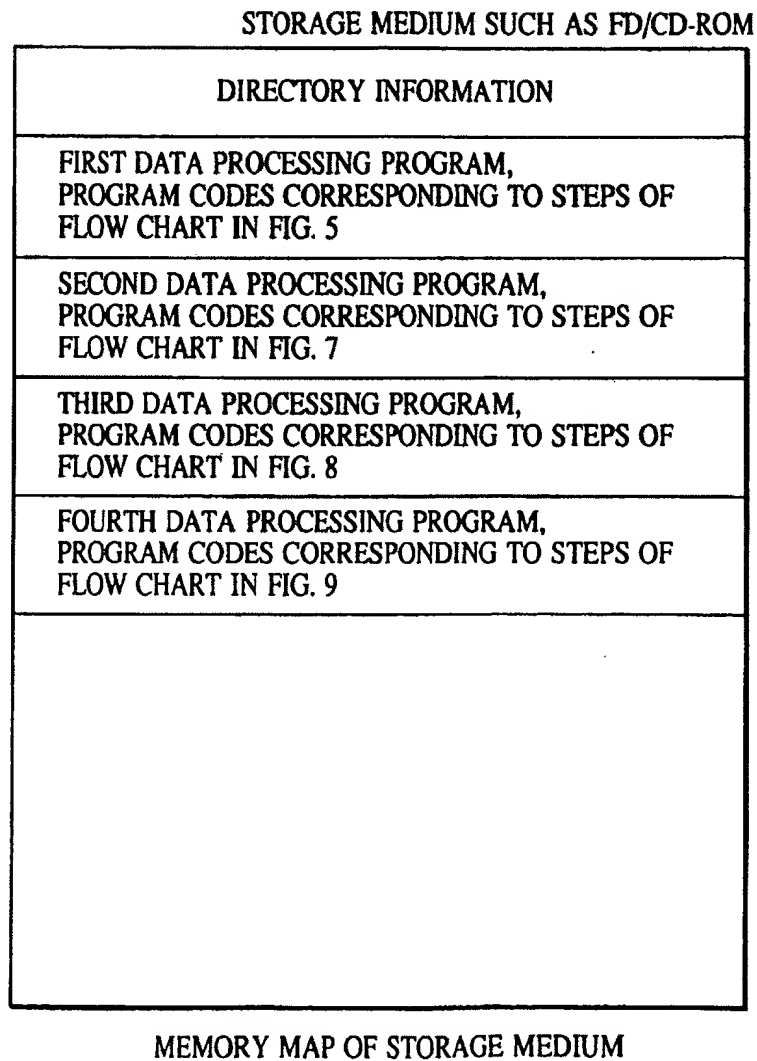 STORAGE MEDIUM SUCH AS FD/CD-ROM
DIRECTORY INFORMATION
FIRST DATA PROCESSING PROGRAM,
PROGRAM CODES CORRESPONDING TO STEPS OF
FLOW CHART IN FIG. 5
SECOND DATA PROCESSING PROGRAM,
PROGRAM CODES CORRESPONDING TO STEPS OF
FLOW CHART IN FIG. 7
THIRD DATA PROCESSING PROGRAM,
PROGRAM CODES CORRESPONDING TO STEPS OF
FLOW CHART IN FIG. 8
FOURTH DATA PROCESSING PROGRAM,
PROGRAM CODES CORRESPONDING TO STEPS OF
FLOW CHART IN FIG. 9
MEMORY MAP OF STORAGE MEDIUM